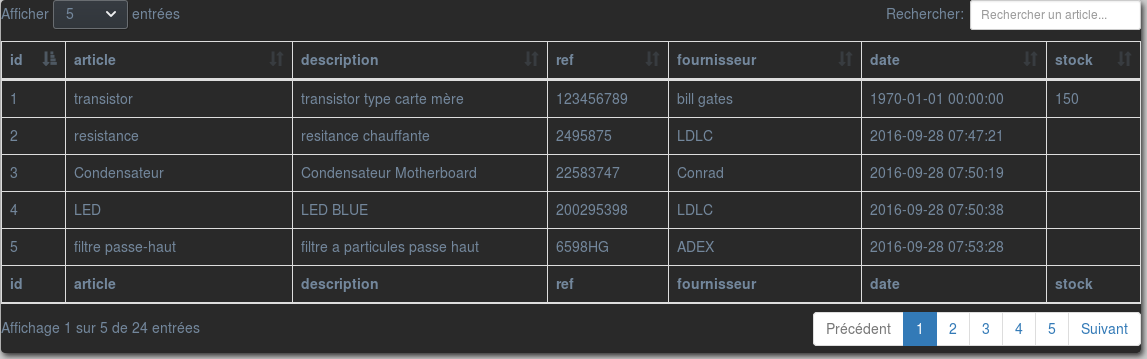 Afficher 5 entrées Rechercher: Rechercher un article...
id article description ref fournisseur date stock
1 transistor transistor type carte mère 123456789 bill gates 1970-01-01 00:00:00 150
2 resistance resitance chauffante 2495875 LDLC 2016-09-28 07:47:21
3 Condensateur Condensateur Motherboard 22583747 Conrad 2016-09-28 07:50:19
4 LED LED BLUE 200295398 LDLC 2016-09-28 07:50:38
5 filtre passe-haut filtre a particules passe haut 6598HG ADEX 2016-09-28 07:53:28
id article description ref fournisseur date stock
Affichage 1 sur 5 de 24 entrées Précédent 1 2 3 4 5 Suivant